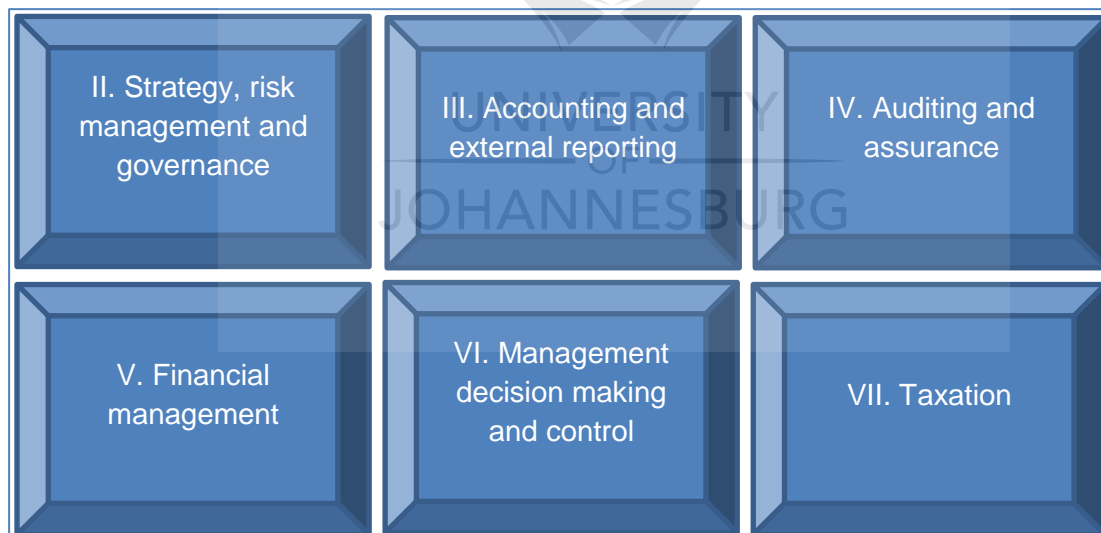 II. Strategy, risk
management and
governance
III. Accounting and
external reporting
IV. Auditing and
assurance
UNIVERSITY
OF
JOHANNESBURG
V. Financial
management
VI. Management
decision making
and control
VII. Taxation